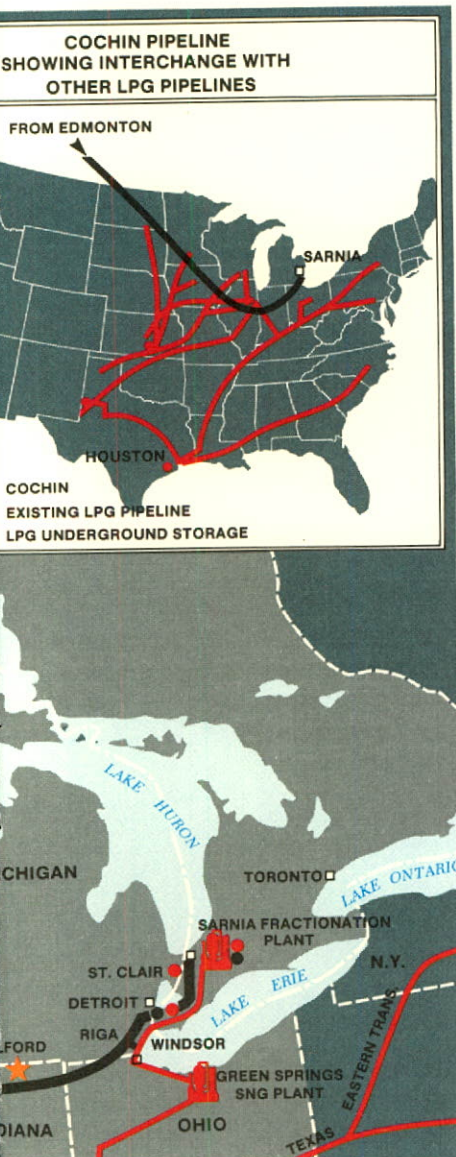 COCHIN PIPELINE
SHOWING INTERCHANGE WITH
OTHER LPG PIPELINES
FROM EDMONTON
SARNIA
HOUSTON
COCHIN
EXISTING LPG PIPELINE
LPG UNDERGROUND STORAGE
LAKE HURON
CHIGAN
TORONTO
LAKE ONTARIO
SARNIA FRACTIONATION
PLANT
N.Y.
ST. CLAIR
LAKE ERIE
DETROIT
RIGA
WINDSOR
LFORD
GREEN SPRINGS
SNG PLANT
EASTERN TRANS.
DIANA
OHIO
TEXAS